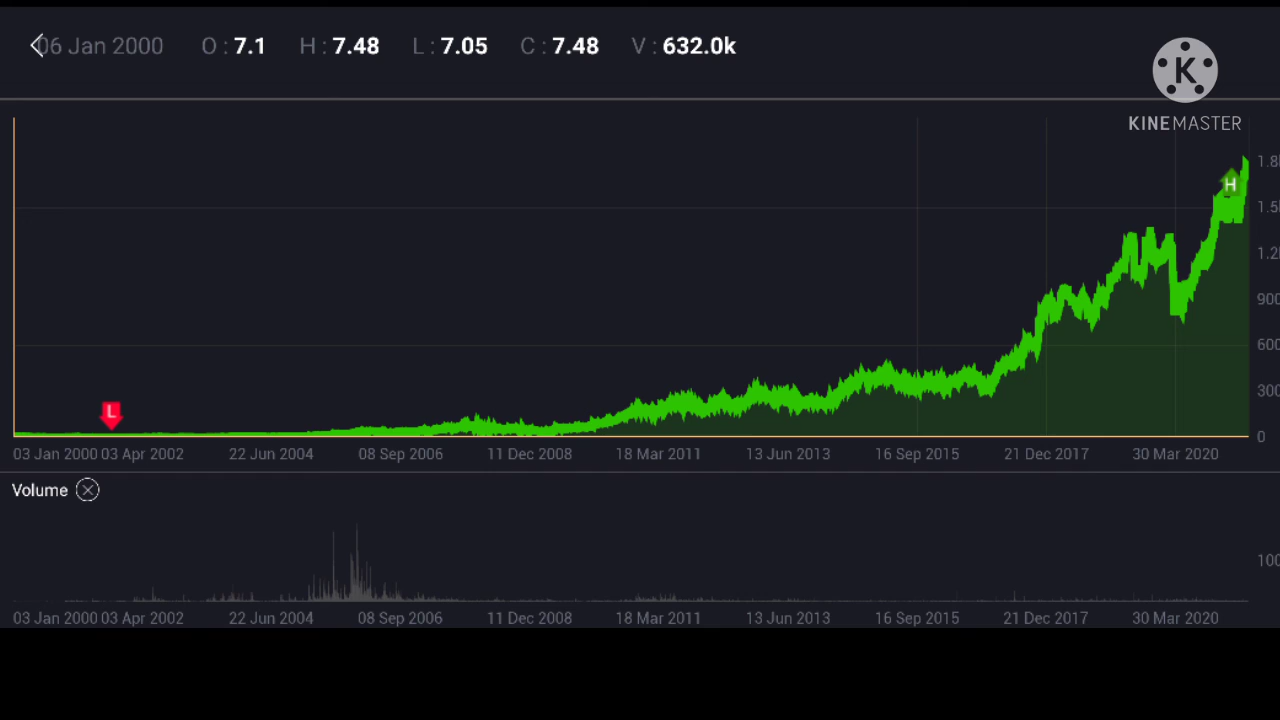 06 Jan 2000 O : 7.1 H : 7.48 L : 7.05 C : 7.48 V : 632.0k
K
KINEMASTER
1.8
H
1.5
1.2
900
600
300
L
0
03 Jan 2000 03 Apr 2002 22 Jun 2004 08 Sep 2006 11 Dec 2008 18 Mar 2011 13 Jun 2013 16 Sep 2015 21 Dec 2017 30 Mar 2020
Volume
100
03 Jan 2000 03 Apr 2002 22 Jun 2004 08 Sep 2006 11 Dec 2008 18 Mar 2011 13 Jun 2013 16 Sep 2015 21 Dec 2017 30 Mar 2020